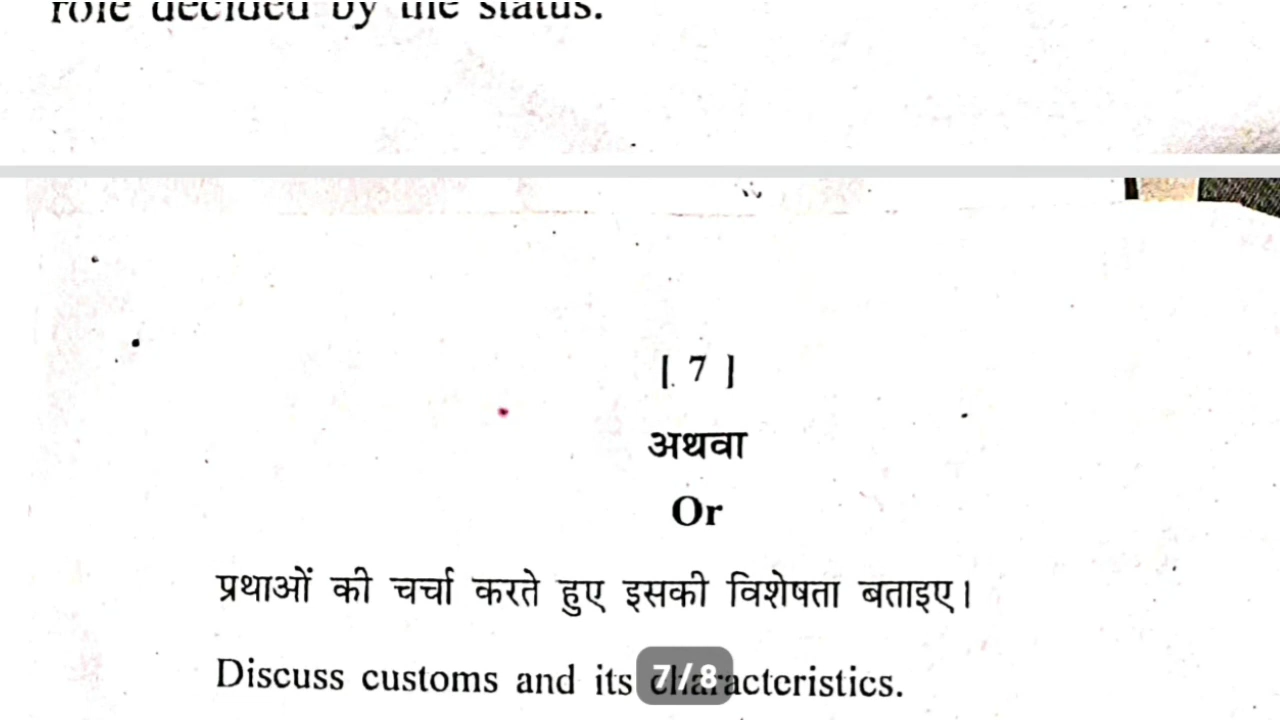 role decided by the status.
[ 7 ]
अथवा
Or
प्रथाओं की चर्चा करते हुए इसकी विशेषता बताइए।
Discuss customs and its characteristics.
7/8